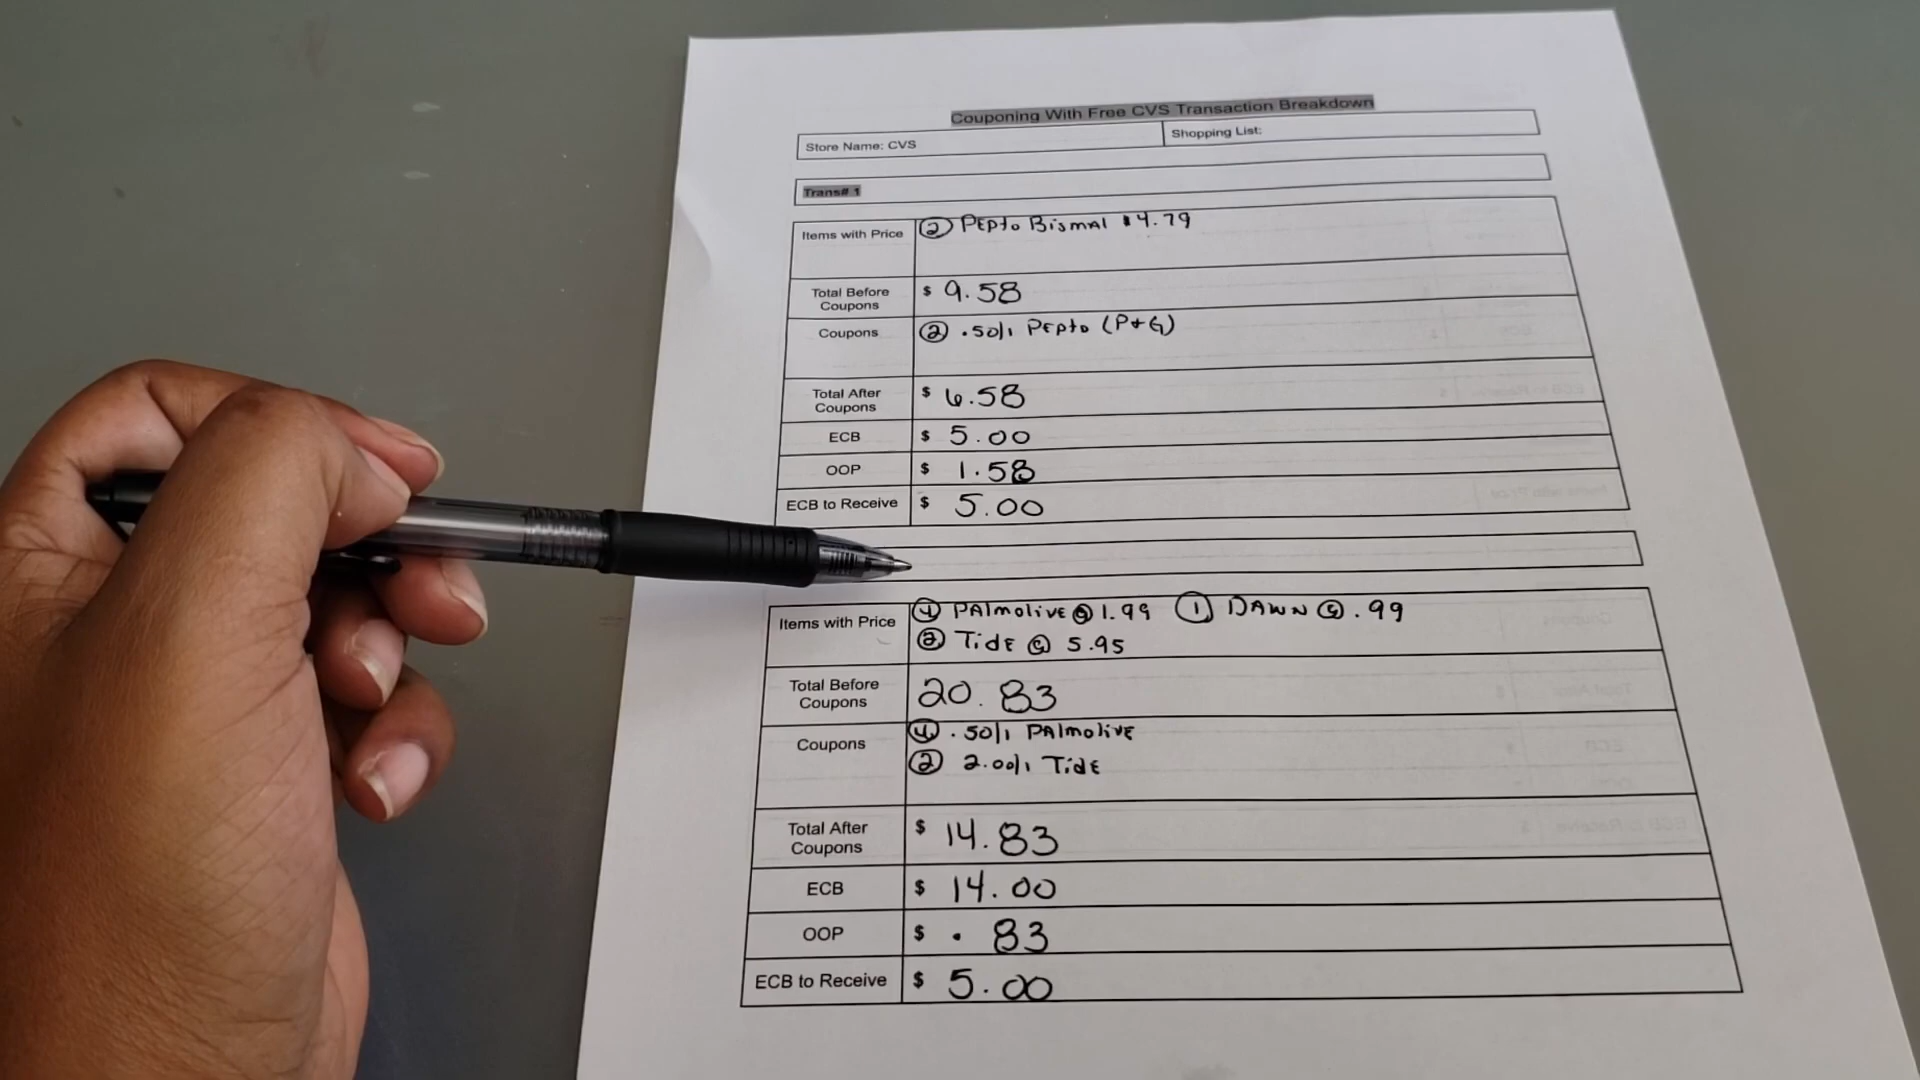 Couponing With Free CVS Transaction Breakdown
Store Name: CVS Shopping List:
Trans# 1
Items with Price ② PEpto BismAl $4.79
Total Before Coupons $ 9.58
Coupons ② .50/1 PEpto (P+G)
Total After Coupons $ 6.58
ECB $ 5.00
OOP $ 1.58
ECB to Receive $ 5.00
Items with Price ④ PAlmolivE @ 1.99 ① DAWN @ .99
② TidE @ 5.95
Total Before Coupons 20.83
Coupons ④ .50/1 PAlmolivE
② 2.00/1 TidE
Total After Coupons $ 14.83
ECB $ 14.00
OOP $ .83
ECB to Receive $ 5.00